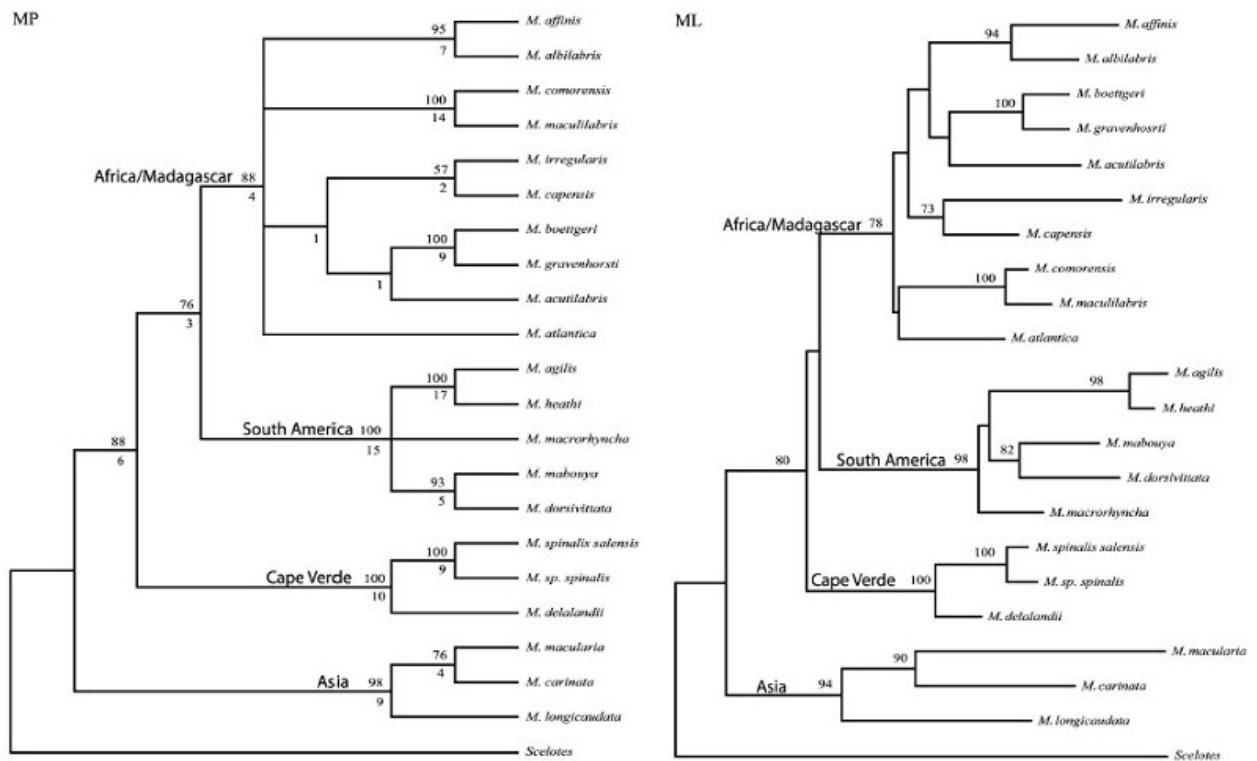 MP
M. affinis
95
7
M. albilabris
M. comorensis
100
14
M. maculilabris
M. irregularis
57
2
M. capensis
Africa/Madagascar 88
4
1
M. boettgeri
100
9
M. gravenhorsti
1
M. acutilabris
76
3
M. atlantica
M. agilis
100
17
M. heathi
South America 100
15
M. macrorhyncha
88
6
M. mabouya
93
5
M. dorsivittata
M. spinalis salensis
100
9
M. sp. spinalis
Cape Verde 100
10
M. delalandii
M. macularia
76
4
M. carinata
Asia 98
9
M. longicaudata
Scelotes
ML
M. affinis
94
M. albilabris
M. boettgeri
100
M. gravenhosrti
M. acutilabris
M. irregularis
73
M. capensis
Africa/Madagascar 78
M. comorensis
100
M. maculilabris
M. atlantica
M. agilis
98
M. heathi
M. mabouya
82
M. dorsivittata
South America 98
80
M. macrorhyncha
M. spinalis salensis
100
M. sp. spinalis
Cape Verde 100
M. delalandii
M. macularia
90
M. carinata
Asia 94
M. longicaudata
Scelotes